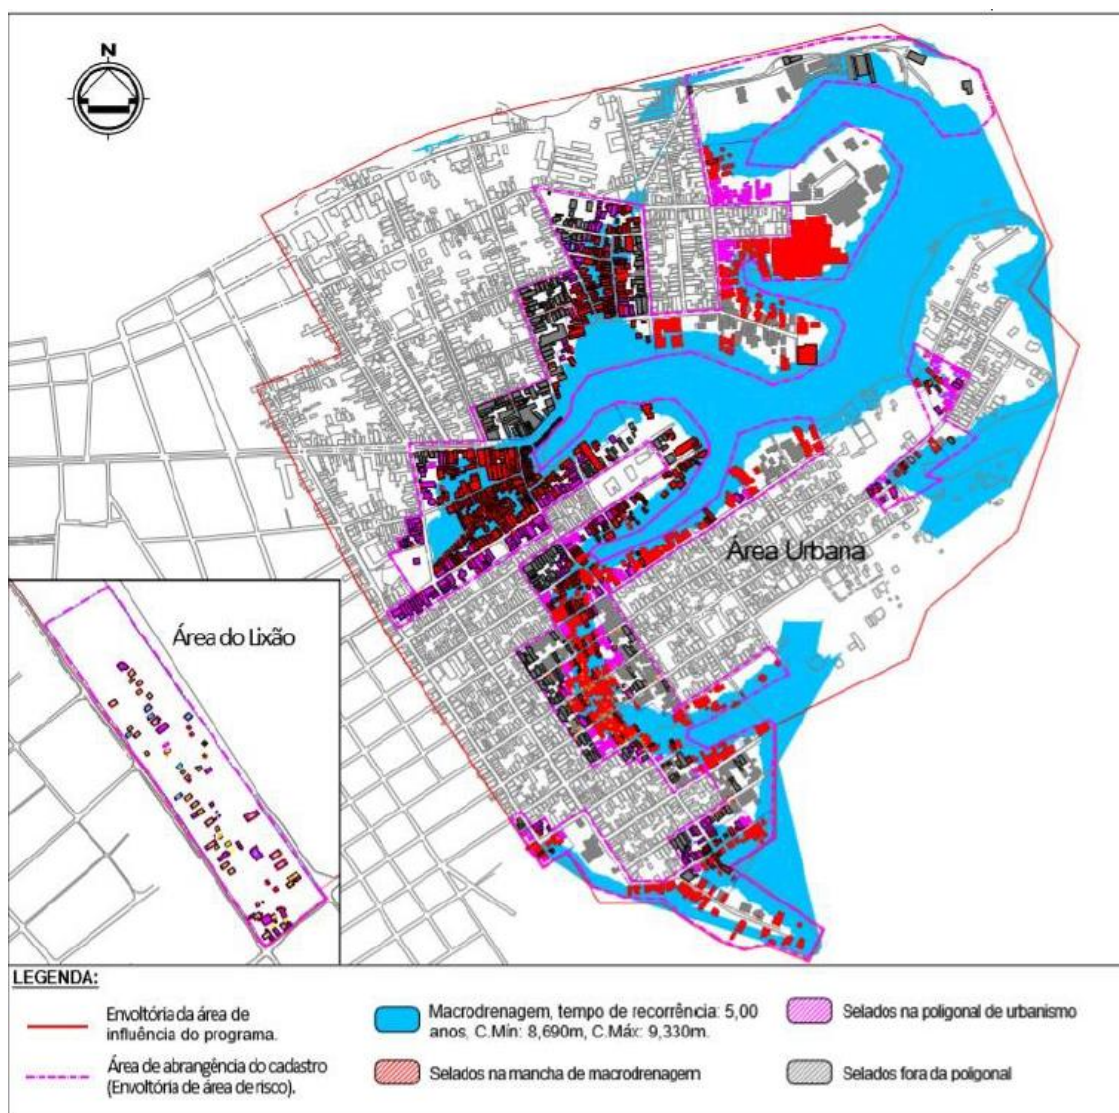 N
Área Urbana
Área do Lixão
LEGENDA:
Envoltória da área de
influência do programa.
Área de abrangência do cadastro
(Envoltória de área de risco).
Macrodrenagem, tempo de recorrência: 5,00
anos, C.Mín: 8,690m, C.Máx: 9,330m.
Selados na mancha de macrodrenagem
Selados na poligonal de urbanismo
Selados fora da poligonal